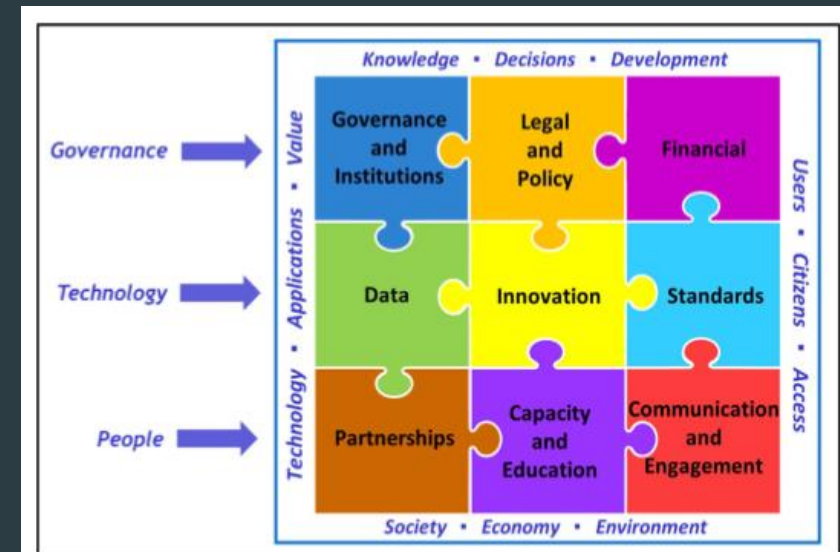 Knowledge • Decisions • Development
Governance
Technology
People
Technology • Applications • Value
Governance
and
Institutions
Legal
and
Policy
Financial
Data
Innovation
Standards
Partnerships
Capacity
and
Education
Communication
and
Engagement
Users • Citizens • Access
Society • Economy • Environment